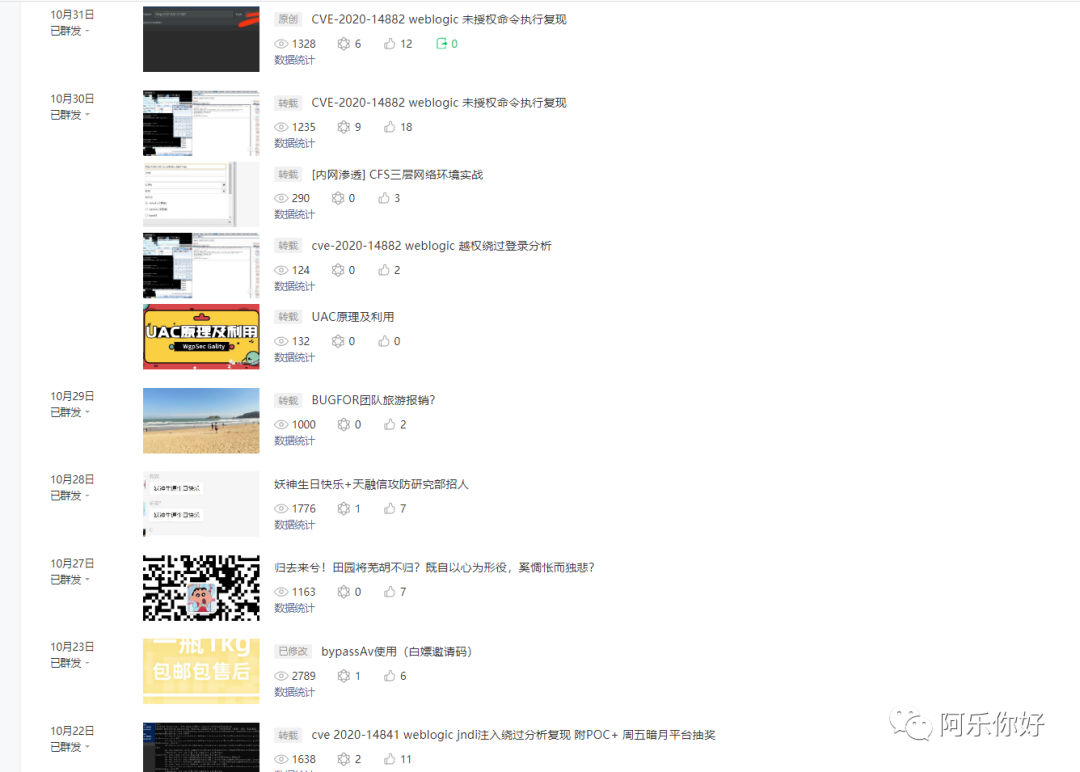 10月31日
已群发
原创 CVE-2020-14882 weblogic 未授权命令执行复现
1328 6 12 0
数据统计
10月30日
已群发
转载 CVE-2020-14882 weblogic 未授权命令执行复现
1235 9 18
数据统计
转载 [内网渗透] CFS三层网络环境实战
290 0 3
数据统计
转载 cve-2020-14882 weblogic 越权绕过登录分析
124 0 2
数据统计
UAC原理及利用
WgpSec Gality
转载 UAC原理及利用
132 0 0
数据统计
10月29日
已群发
转载 BUGFOR团队旅游报销?
1000 0 2
数据统计
10月28日
已群发
妖神生日快乐+天融信攻防研究部招人
1776 1 7
数据统计
10月27日
已群发
归去来兮！田园将芜胡不归？既自以心为形役，奚惆怅而独悲？
1163 0 7
数据统计
10月23日
已群发
一瓶1kg
包邮包售后
已修改 bypassAv使用（白嫖邀请码）
2789 1 6
数据统计
10月22日
已群发
转载 cve 2020-14841 weblogic jndi注入绕过分析复现 附POC+ 周五暗月平台抽奖
1638 2 11
阿乐你好